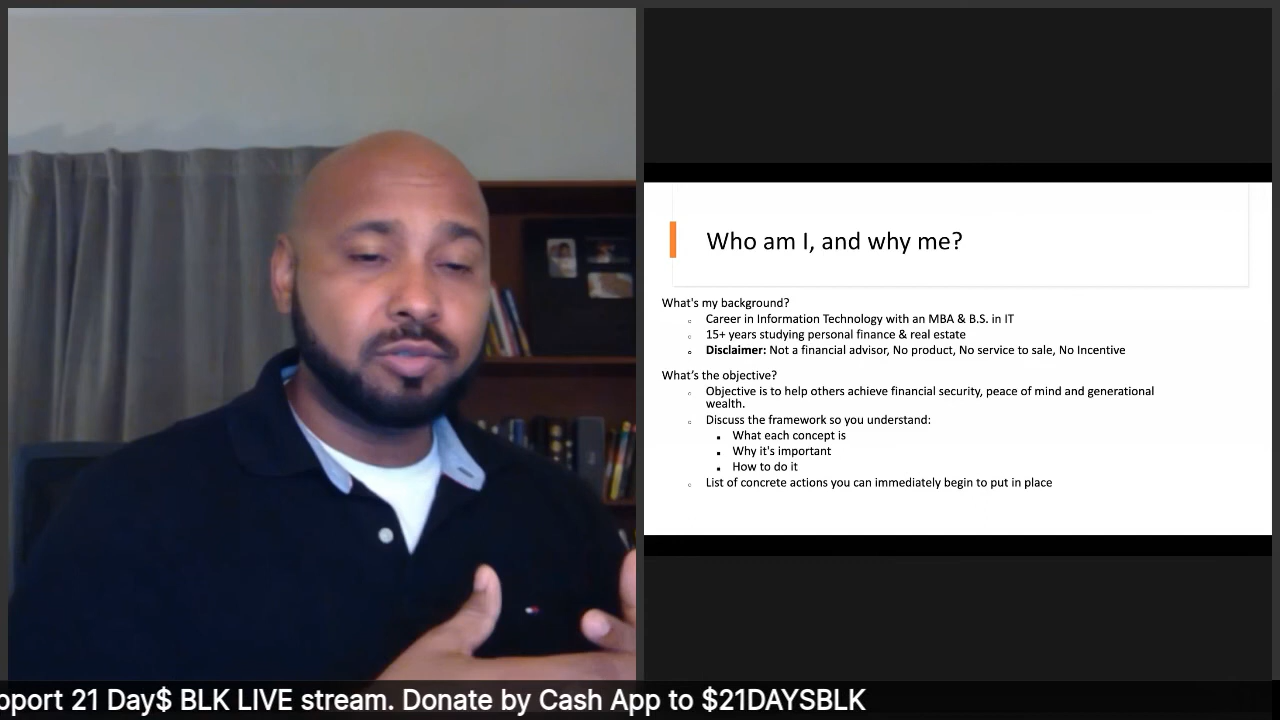 Who am I, and why me?
What's my background?
Career in Information Technology with an MBA & B.S. in IT
15+ years studying personal finance & real estate
Disclaimer: Not a financial advisor, No product, No service to sale, No Incentive
What's the objective?
Objective is to help others achieve financial security, peace of mind and generational
wealth.
Discuss the framework so you understand:
What each concept is
Why it's important
How to do it
List of concrete actions you can immediately begin to put in place
21 Day$ BLK LIVE stream. Donate by Cash App to $21DAYSBLK